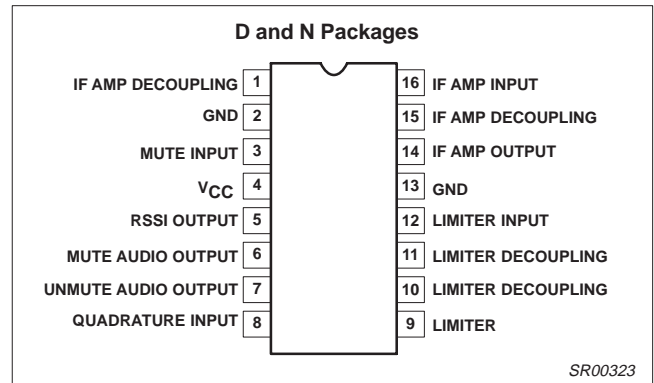 D and N Packages
IF AMP DECOUPLING 1 16 IF AMP INPUT
GND 2 15 IF AMP DECOUPLING
MUTE INPUT 3 14 IF AMP OUTPUT
VCC 4 13 GND
RSSI OUTPUT 5 12 LIMITER INPUT
MUTE AUDIO OUTPUT 6 11 LIMITER DECOUPLING
UNMUTE AUDIO OUTPUT 7 10 LIMITER DECOUPLING
QUADRATURE INPUT 8 9 LIMITER
SR00323